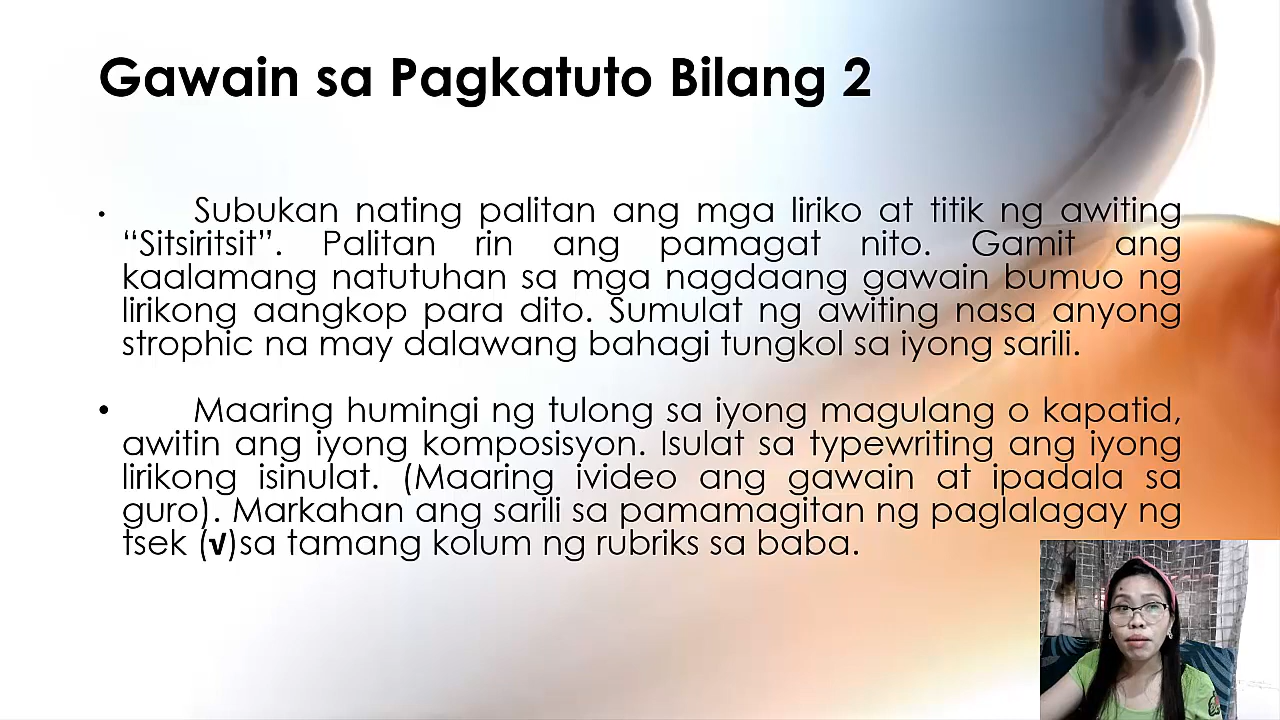 Gawain sa Pagkatuto Bilang 2
• Subukan nating palitan ang mga liriko at titik ng awiting
“Sitsiritsit”. Palitan rin ang pamagat nito. Gamit ang
kaalamang natutuhan sa mga nagdaang gawain bumuo ng
lirikong aangkop para dito. Sumulat ng awiting nasa anyong
strophic na may dalawang bahagi tungkol sa iyong sarili.
• Maaring humingi ng tulong sa iyong magulang o kapatid,
awitin ang iyong komposisyon. Isulat sa typewriting ang iyong
lirikong isinulat. (Maaring ivideo ang gawain at ipadala sa
guro). Markahan ang sarili sa pamamagitan ng paglalagay ng
tsek (√)sa tamang kolum ng rubriks sa baba.